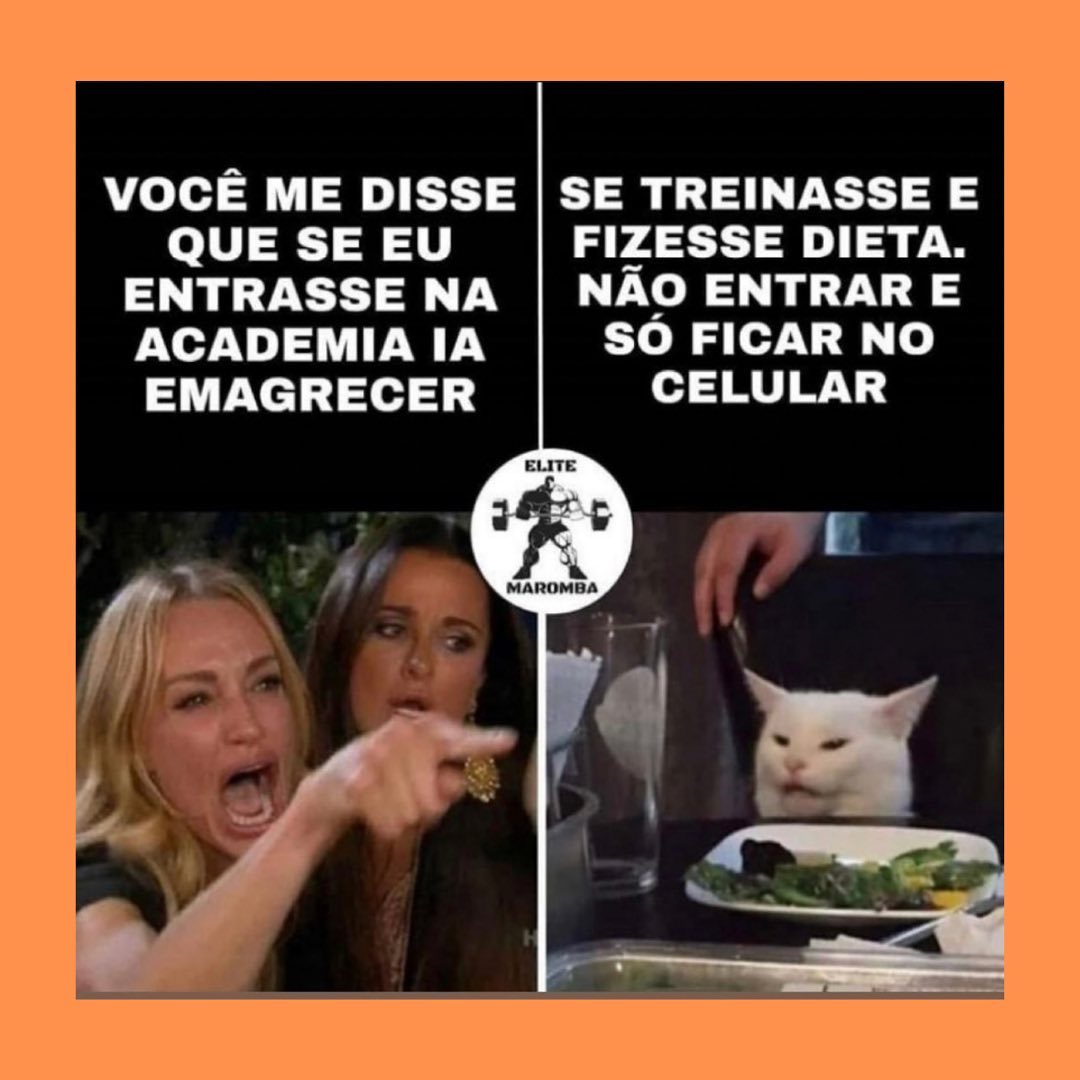 VOCÊ ME DISSE
QUE SE EU
ENTRASSE NA
ACADEMIA IA
EMAGRECER
SE TREINASSE E
FIZESSE DIETA.
NÃO ENTRAR E
SÓ FICAR NO
CELULAR
ELITE
MAROMBA
H